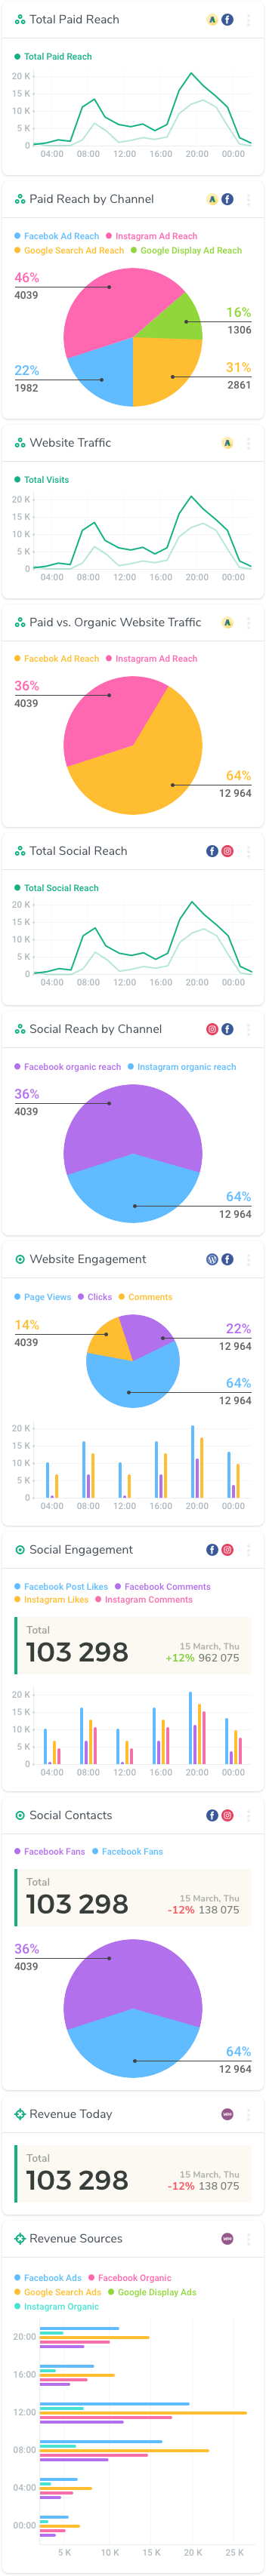 Total Paid Reach
Total Paid Reach
20 K
15 K
10 K
5 K
0
04:00 08:00 12:00 16:00 20:00 00:00
Paid Reach by Channel
Facebok Ad Reach Instagram Ad Reach
Google Search Ad Reach Google Display Ad Reach
46%
4039
16%
1306
22%
1982
31%
2861
Website Traffic
Total Visits
20 K
15 K
10 K
5 K
0
04:00 08:00 12:00 16:00 20:00 00:00
Paid vs. Organic Website Traffic
Facebok Ad Reach Instagram Ad Reach
36%
4039
64%
12 964
Total Social Reach
Total Social Reach
20 K
15 K
10 K
5 K
0
04:00 08:00 12:00 16:00 20:00 00:00
Social Reach by Channel
Facebook organic reach Instagram organic reach
36%
4039
64%
12 964
Website Engagement
Page Views Clicks Comments
14%
4039
22%
12 964
64%
12 964
20 K
15 K
10 K
5 K
0
04:00 08:00 12:00 16:00 20:00 00:00
Social Engagement
Facebook Post Likes Facebook Comments
Instagram Likes Instagram Comments
Total
103 298
15 March, Thu
+12% 962 075
20 K
15 K
10 K
5 K
0
04:00 08:00 12:00 16:00 20:00 00:00
Social Contacts
Facebook Fans Facebook Fans
Total
103 298
15 March, Thu
-12% 138 075
36%
4039
64%
12 964
Revenue Today
Total
103 298
15 March, Thu
-12% 138 075
Revenue Sources
Facebook Ads Facebook Organic
Google Search Ads Google Display Ads
Instagram Organic
20:00
16:00
12:00
08:00
04:00
00:00
5 K 10 K 15 K 20 K 25 K